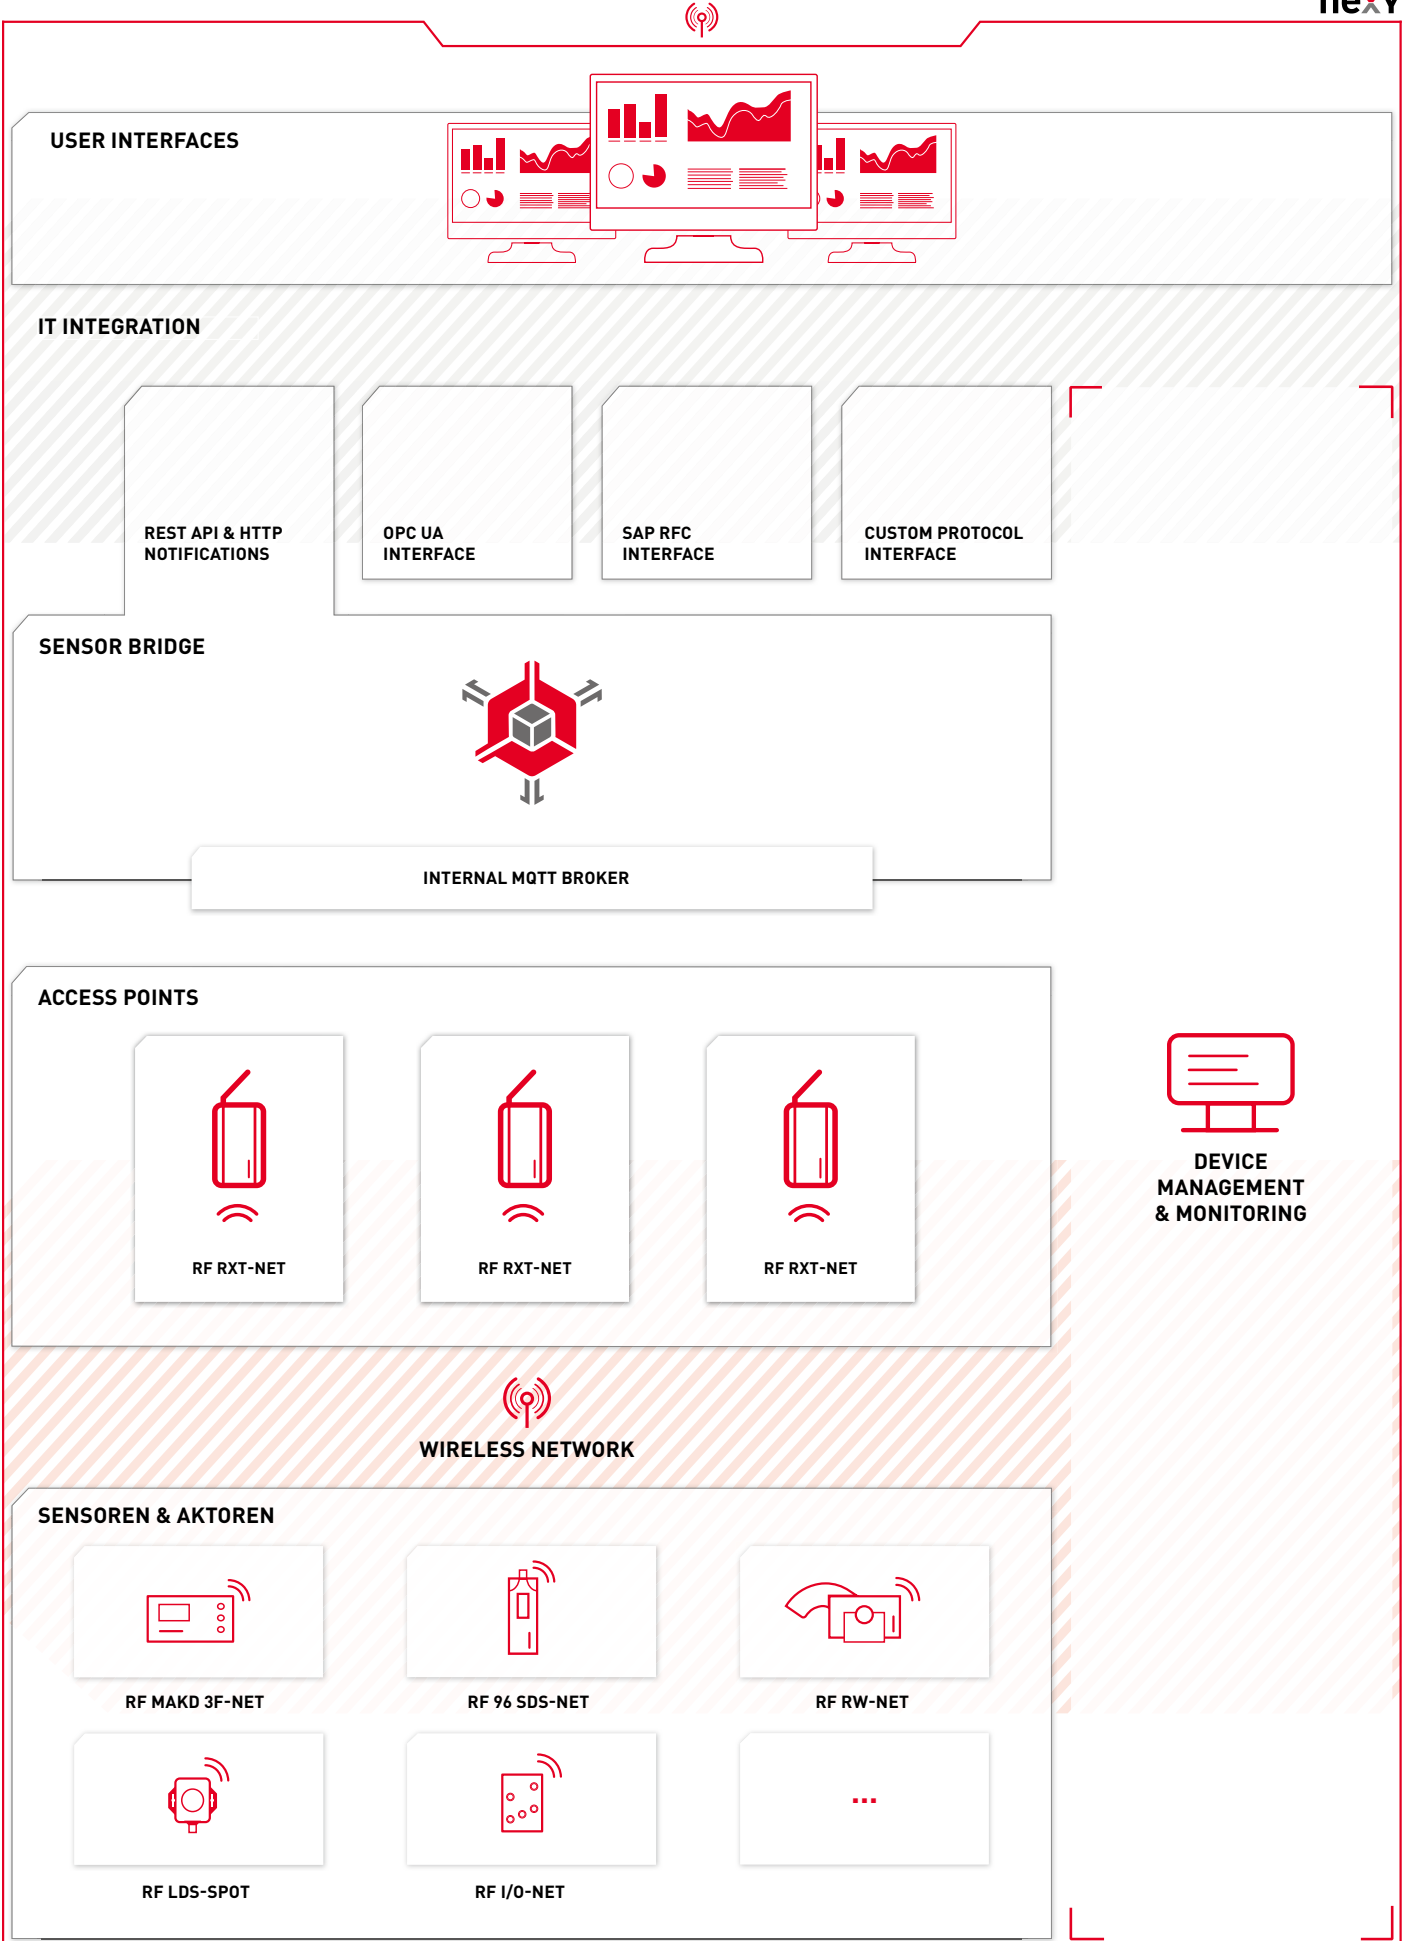 neXY
USER INTERFACES
IT INTEGRATION
REST API & HTTP
NOTIFICATIONS
OPC UA
INTERFACE
SAP RFC
INTERFACE
CUSTOM PROTOCOL
INTERFACE
SENSOR BRIDGE
INTERNAL MQTT BROKER
ACCESS POINTS
RF RXT-NET
RF RXT-NET
RF RXT-NET
DEVICE
MANAGEMENT
& MONITORING
WIRELESS NETWORK
SENSOREN & AKTOREN
RF MAKD 3F-NET
RF 96 SDS-NET
RF RW-NET
...
RF LDS-SPOT
RF I/O-NET